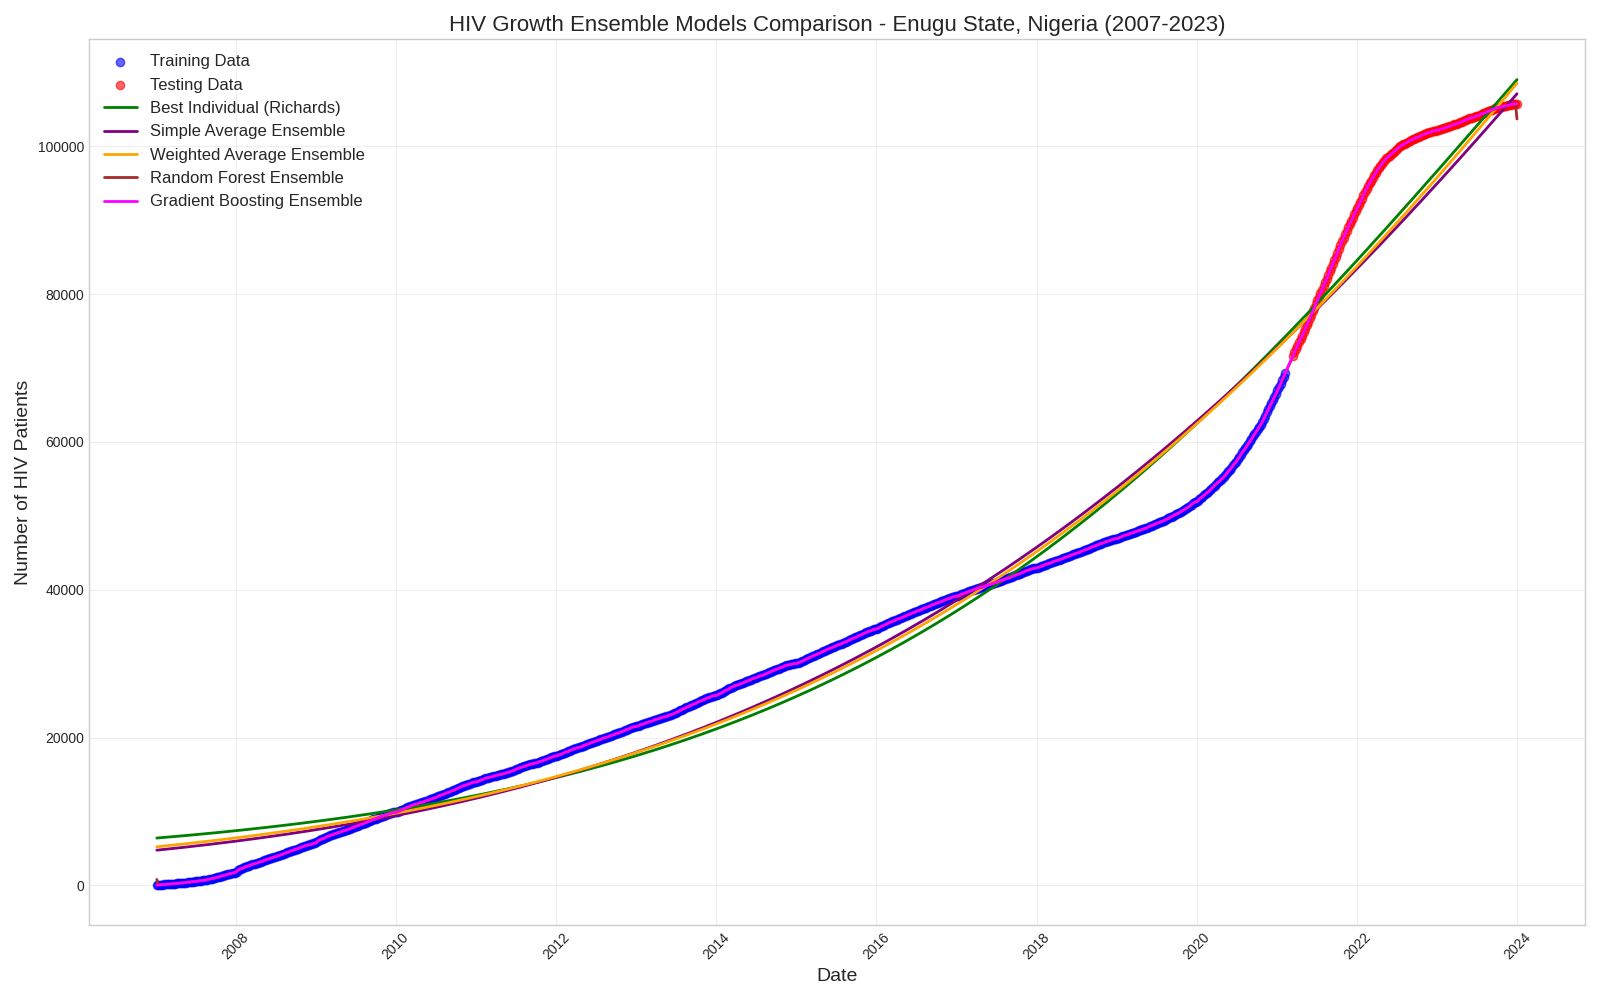 HIV Growth Ensemble Models Comparison - Enugu State, Nigeria (2007-2023)
Training Data
Testing Data
Best Individual (Richards)
Simple Average Ensemble
Weighted Average Ensemble
Random Forest Ensemble
Gradient Boosting Ensemble
Number of HIV Patients
100000
80000
60000
40000
20000
0
2008
2010
2012
2014
2016
2018
2020
2022
2024
Date